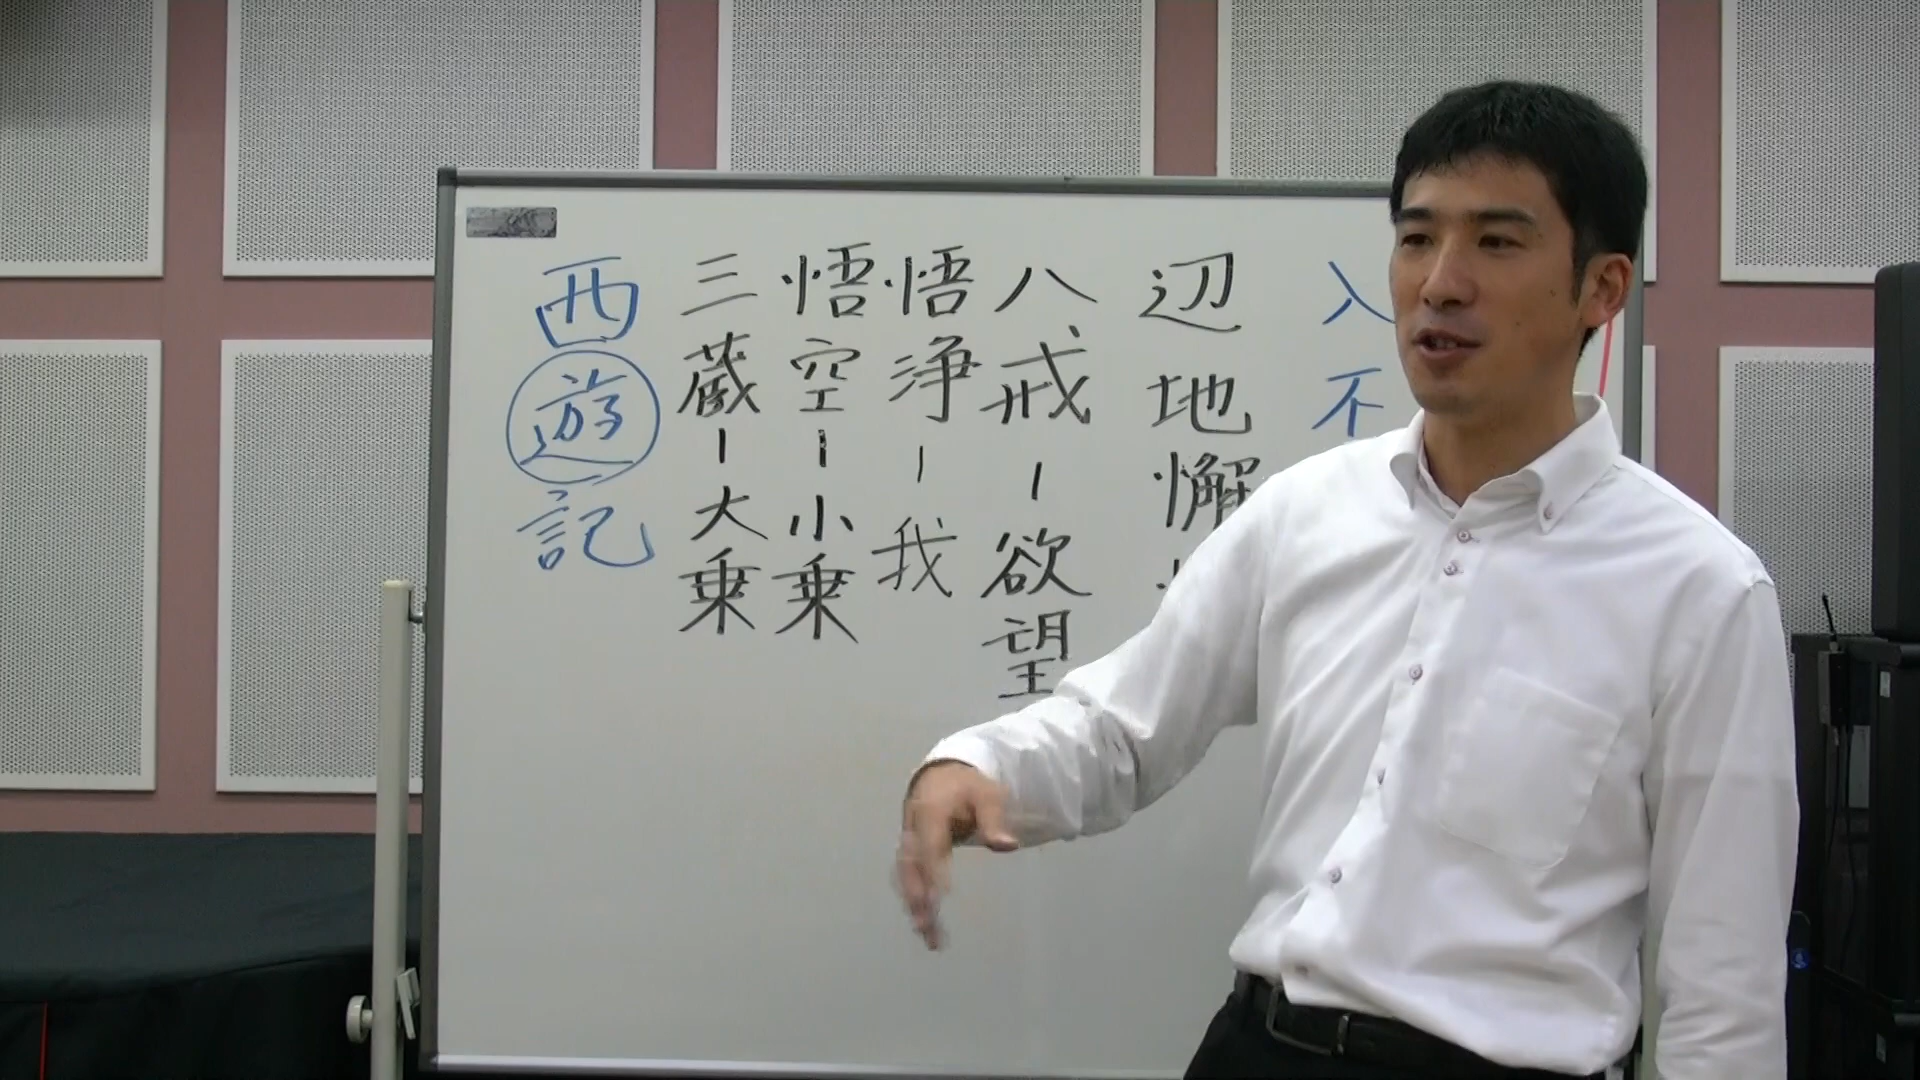 入不
辺地懈
八戒ー欲望
悟浄ー我
悟空ー小乗
三蔵ー大乗
西遊記